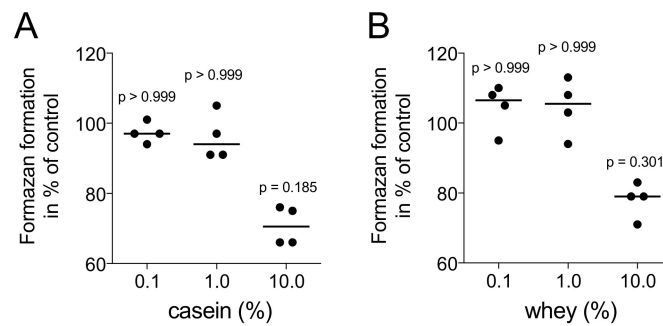 A
Formazan formation
in % of control
120
100
80
60
p > 0.999
p > 0.999
p = 0.185
0.1 1.0 10.0
casein (%)
B
Formazan formation
in % of control
120
100
80
60
p > 0.999
p > 0.999
p = 0.301
0.1 1.0 10.0
whey (%)